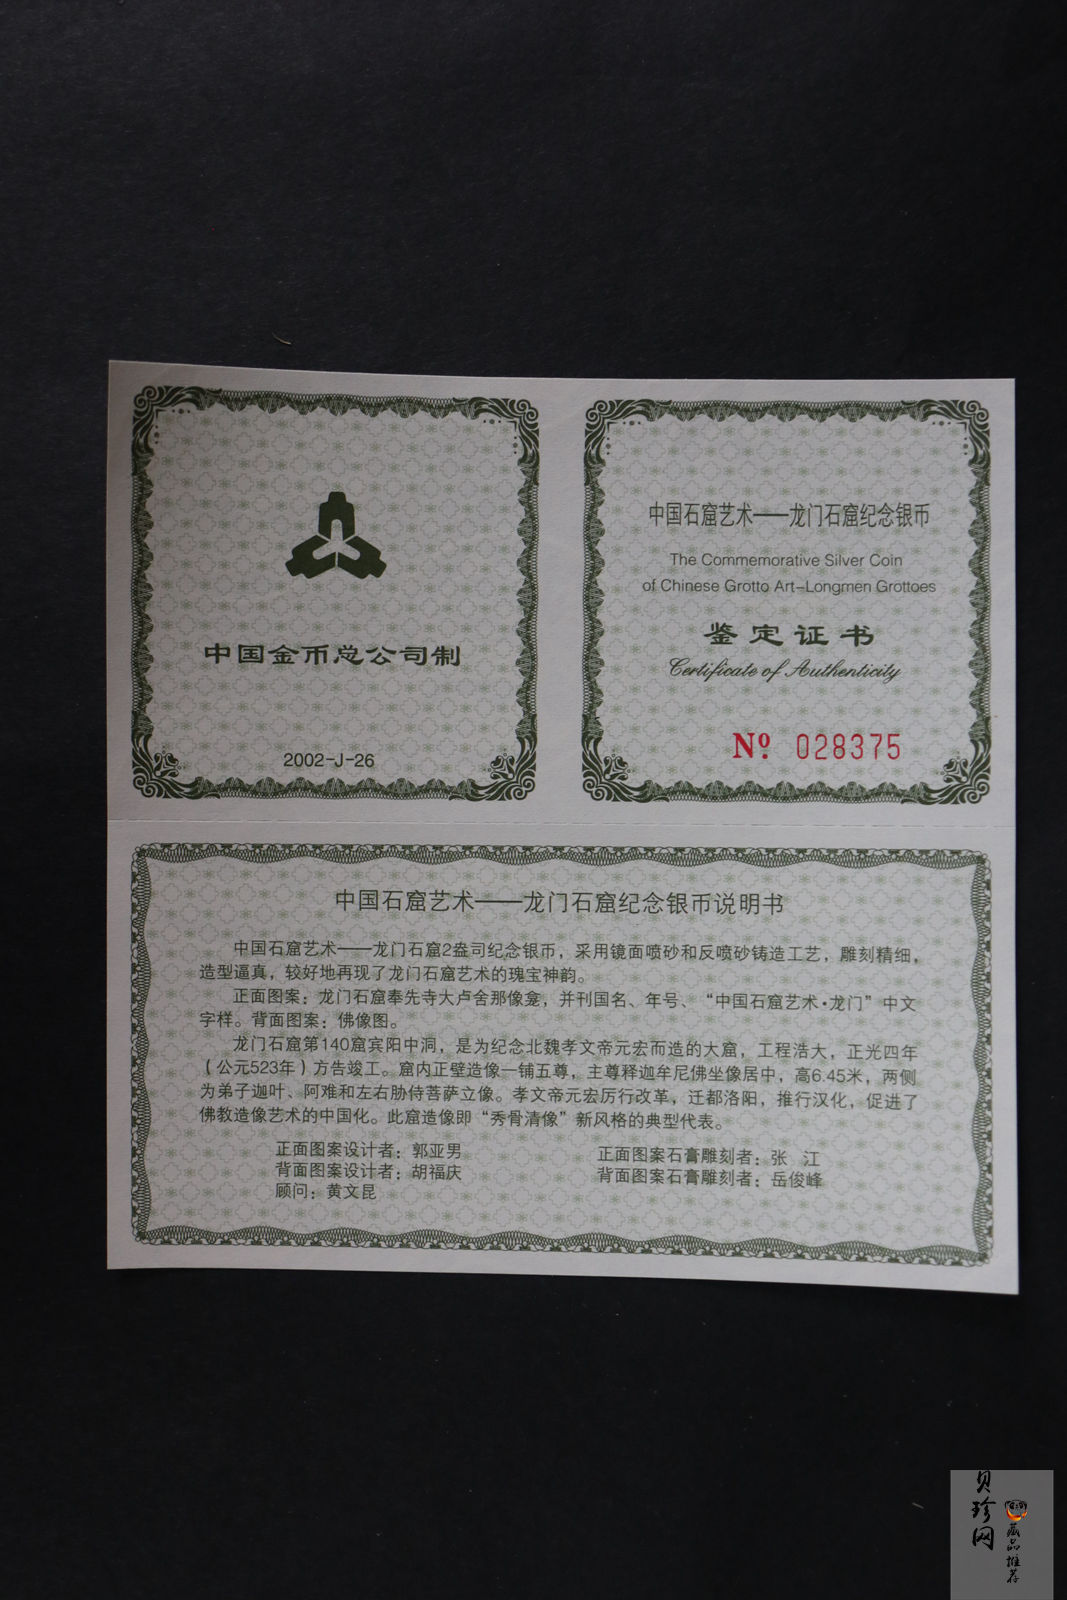 中国金币总公司制
2002-J-26
中国石窟艺术——龙门石窟纪念银币
The Commemorative Silver Coin
of Chinese Grotto Art-Longmen Grottoes
鉴定证书
Certificate of Authenticity
Nº 028375
中国石窟艺术——龙门石窟纪念银币说明书
中国石窟艺术——龙门石窟2盎司纪念银币，采用镜面喷砂和反喷砂铸造工艺，雕刻精细，
造型逼真，较好地再现了龙门石窟艺术的瑰宝神韵。
正面图案：龙门石窟奉先寺大卢舍那像龛，并刊国名、年号、“中国石窟艺术·龙门”中文
字样。背面图案：佛像图。
龙门石窟第140窟宾阳中洞，是为纪念北魏孝文帝元宏而造的大窟，工程浩大，正光四年
（公元523年）方告竣工。窟内正壁造像一铺五尊，主尊释迦牟尼佛坐像居中，高6.45米，两侧
为弟子迦叶、阿难和左右胁侍菩萨立像。孝文帝元宏厉行改革，迁都洛阳，推行汉化，促进了
佛教造像艺术的中国化。此窟造像即“秀骨清像”新风格的典型代表。
正面图案设计者：郭亚男
背面图案设计者：胡福庆
顾问：黄文昆
正面图案石膏雕刻者：张　江
背面图案石膏雕刻者：岳俊峰
贝珍网
藏品推荐